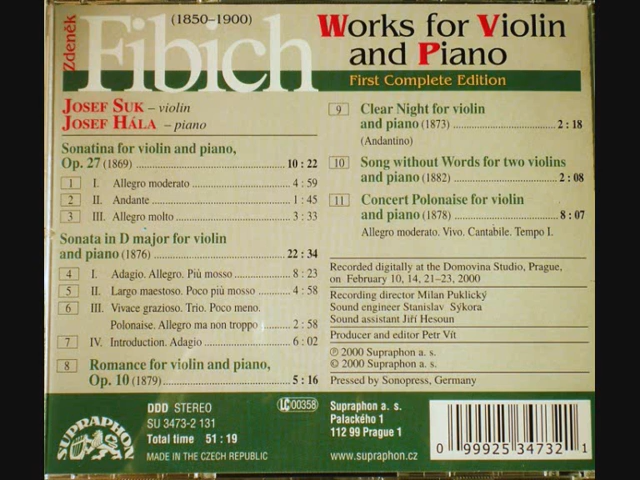 Zdeněk
(1850–1900)
Fibich
Works for Violin
and Piano
First Complete Edition
JOSEF SUK – violin
JOSEF HÁLA – piano
Sonatina for violin and piano,
Op. 27 (1869) 10 : 22
1 I. Allegro moderato 4 : 59
2 II. Andante 1 : 45
3 III. Allegro molto 3 : 33
Sonata in D major for violin
and piano (1876) 22 : 34
4 I. Adagio. Allegro. Più mosso 8 : 23
5 II. Largo maestoso. Poco più mosso 4 : 58
6 III. Vivace grazioso. Trio. Poco meno.
Polonaise. Allegro ma non troppo 2 : 58
7 IV. Introduction. Adagio 6 : 02
8 Romance for violin and piano,
Op. 10 (1879) 5 : 16
9 Clear Night for violin
and piano (1873) 2 : 18
(Andantino)
10 Song without Words for two violins
and piano (1882) 2 : 08
11 Concert Polonaise for violin
and piano (1878) 8 : 07
Allegro moderato. Vivo. Cantabile. Tempo I.
Recorded digitally at the Domovina Studio, Prague,
on February 10, 14, 21–23, 2000
Recording director Milan Puklický
Sound engineer Stanislav Sýkora
Sound assistant Jiří Hesoun
Producer and editor Petr Vít
℗ 2000 Supraphon a. s.
© 2000 Supraphon a. s.
Pressed by Sonopress, Germany
SUPRAPHON
DDD STEREO
SU 3473-2 131
Total time 51 : 19
MADE IN THE CZECH REPUBLIC
LC 00358
Supraphon a. s.
Palackého 1
112 99 Prague 1
www.supraphon.cz
0 99925 34732 1